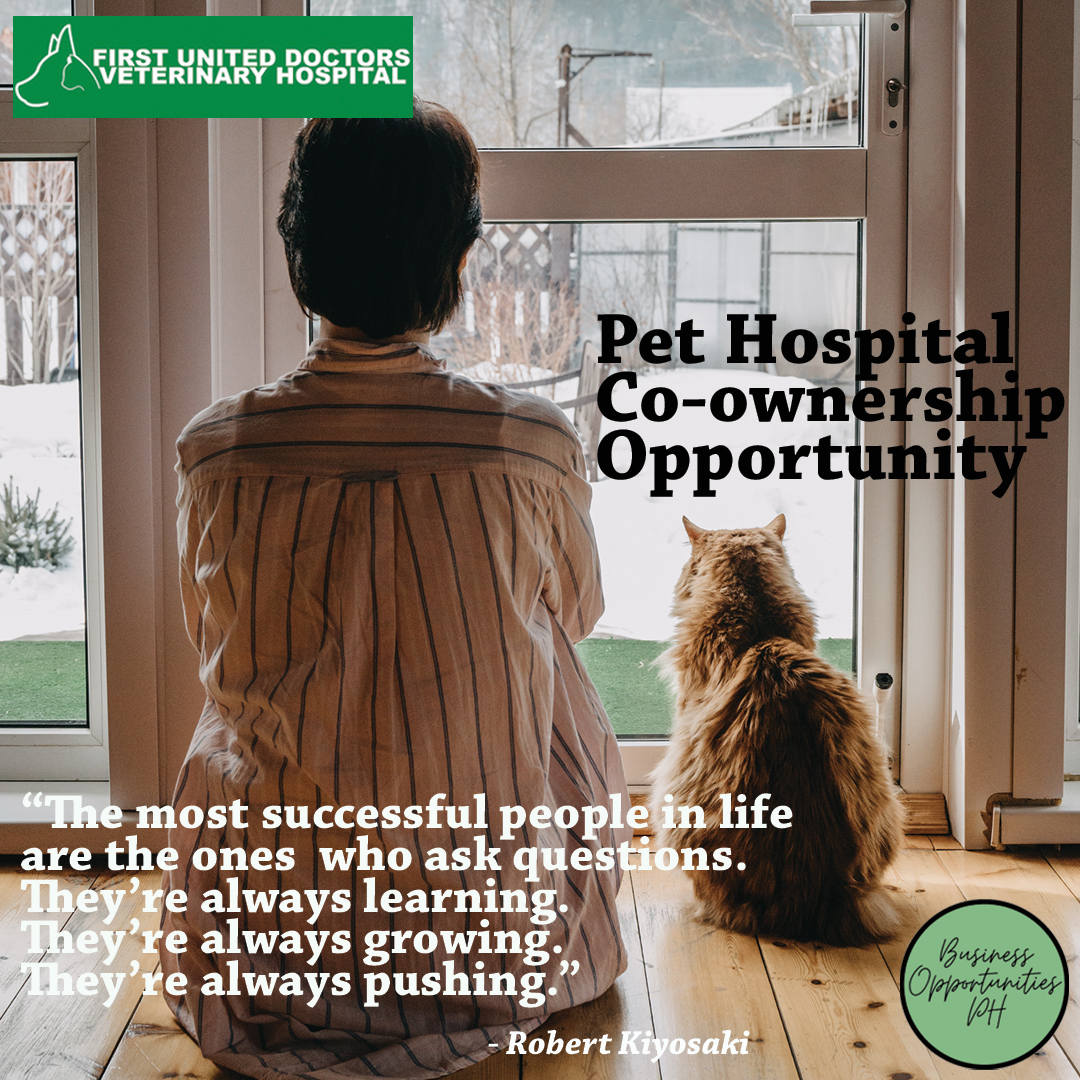 FIRST UNITED DOCTORS
VETERINARY HOSPITAL
Pet Hospital
Co-ownership
Opportunity
“The most successful people in life
are the ones  who ask questions.
They’re always learning.
They’re always growing.
They’re always pushing.”
- Robert Kiyosaki
Business
Opportunities
PH